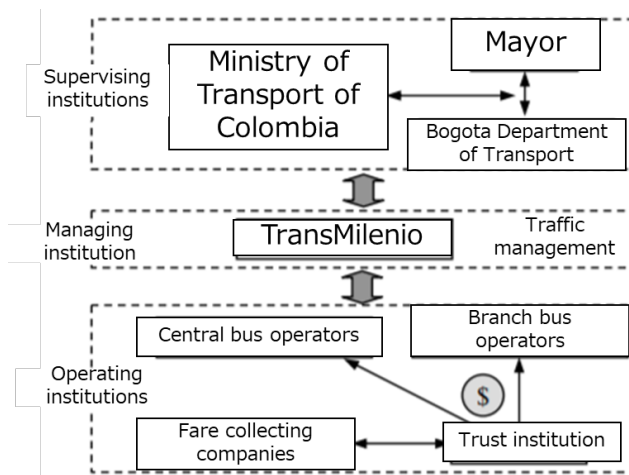 Supervising
institutions
Ministry of
Transport of
Colombia
Mayor
Bogota Department
of Transport
Managing
institution
TransMilenio
Traffic
management
Operating
institutions
Central bus operators
Branch bus
operators
$
Fare collecting
companies
Trust institution